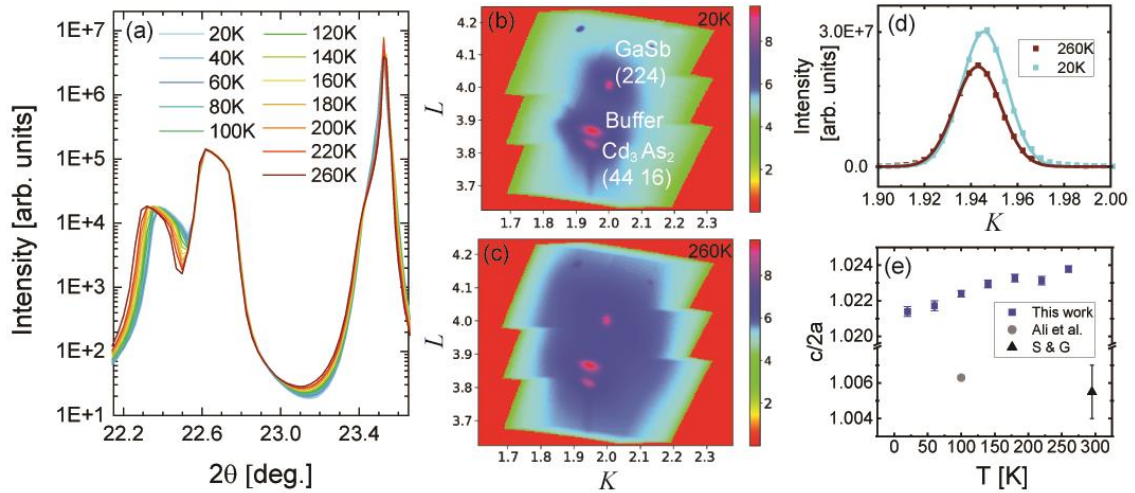 (a)
Intensity [arb. units]
1E+7
1E+6
1E+5
1E+4
1E+3
1E+2
1E+1
20K
40K
60K
80K
100K
120K
140K
160K
180K
200K
220K
260K
22.2 22.6 23.0 23.4
2θ [deg.]
(b)
20K
L
4.2
4.1
4.0
3.9
3.8
3.7
GaSb
(224)
Buffer
Cd3 As2
(44 16)
1.7 1.8 1.9 2.0 2.1 2.2 2.3
8
6
4
2
(c)
260K
L
4.2
4.1
4.0
3.9
3.8
3.7
1.7 1.8 1.9 2.0 2.1 2.2 2.3
K
8
6
4
2
(d)
Intensity
[arb. units]
3.0E+7
0.0
260K
20K
1.90 1.92 1.94 1.96 1.98 2.00
K
(e)
c/2a
1.024
1.022
1.020
1.006
1.004
This work
Ali et al.
S & G
0 50 100 150 200 250 300
T [K]